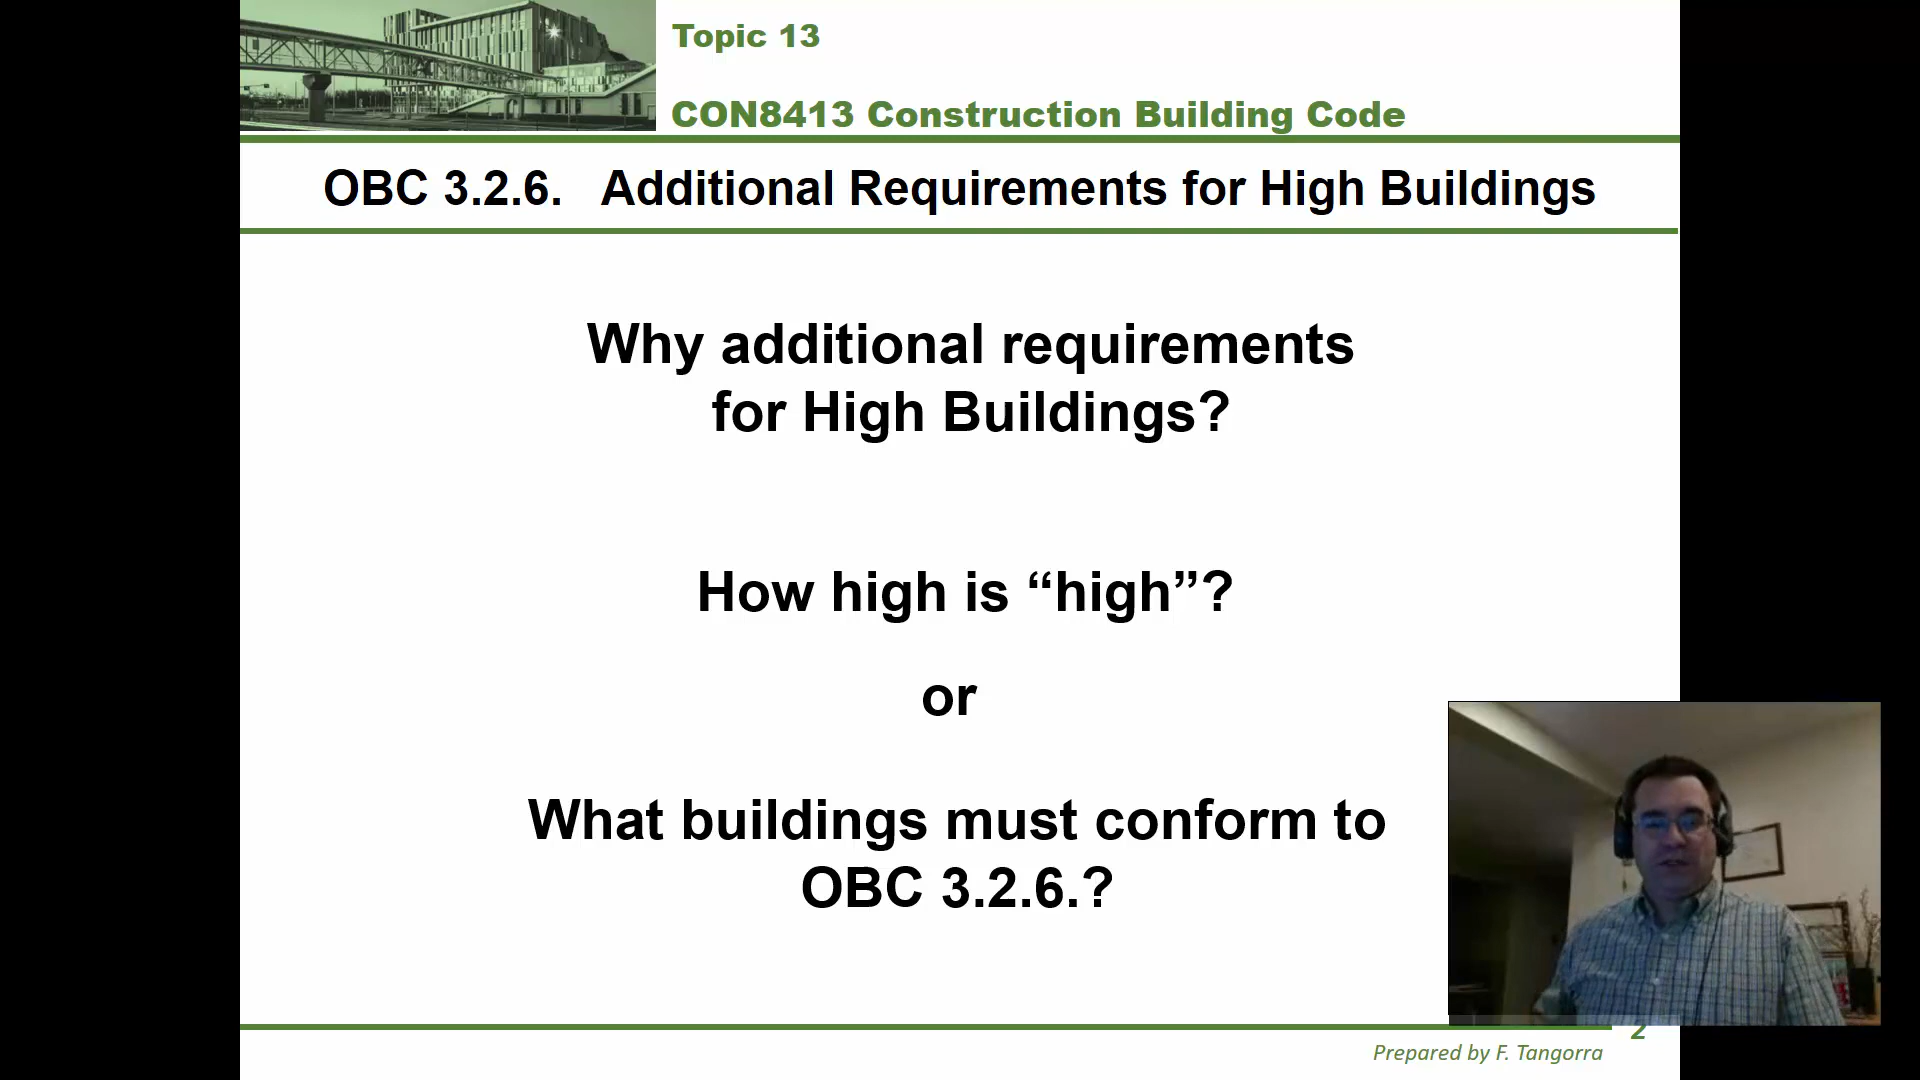 Topic 13
CON8413 Construction Building Code
OBC 3.2.6. Additional Requirements for High Buildings
Why additional requirements
for High Buildings?
How high is “high”?
or
What buildings must conform to
OBC 3.2.6.?
2
Prepared by F. Tangorra